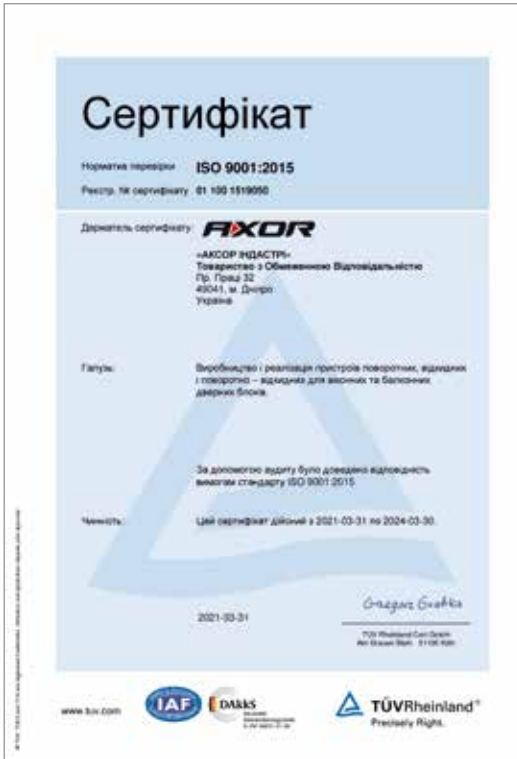 Сертифікат
Норматив перевірки ISO 9001:2015
Реєстр. № сертифікату 01 100 1519050
Держатель сертифікату: AXOR
«АКСОР ІНДАСТРІ»
Товариство з Обмеженною Відповідальністю
Пр. Праці 32
49041, м. Дніпро
Україна
Галузь: Виробництво і реалізація пристроїв поворотних, відкидних
і поворотно – відкидних для віконних та балконних
дверних блоків.
За допомогою аудиту було доведено відповідність
вимогам стандарту ISO 9001:2015
Чинність: Цей сертифікат дійсний з 2021-03-31 по 2024-03-30.
2021-03-31
TÜV Rheinland Cert GmbH
Am Grauen Stein · 51105 Köln
www.tuv.com
IAF
DAkkS
TÜVRheinland®
Precisely Right.